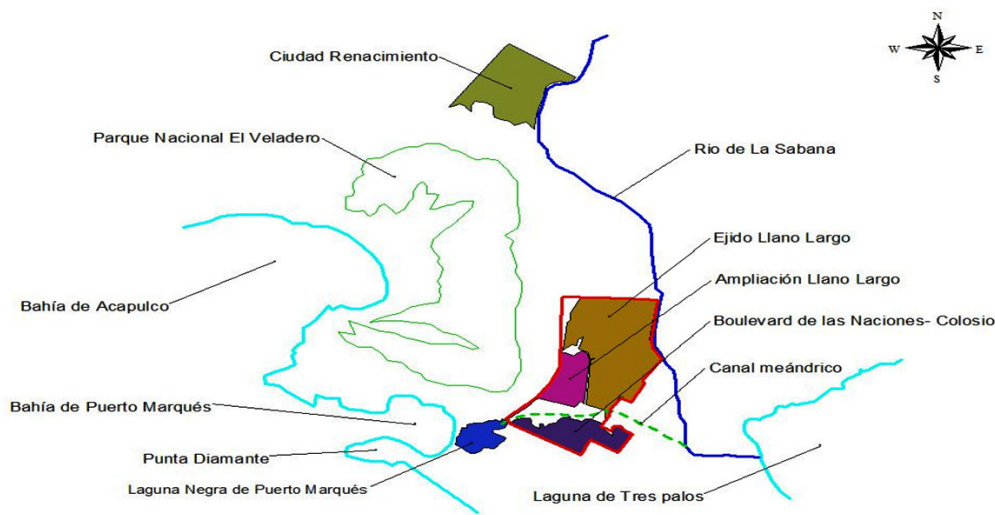 N
W
E
S
Ciudad Renacimiento
Parque Nacional El Veladero
Rio de La Sabana
Ejido Llano Largo
Ampliación Llano Largo
Bahía de Acapulco
Boulevard de las Naciones- Colosio
Canal meándrico
Bahía de Puerto Marqués
Punta Diamante
Laguna Negra de Puerto Marqués
Laguna de Tres palos